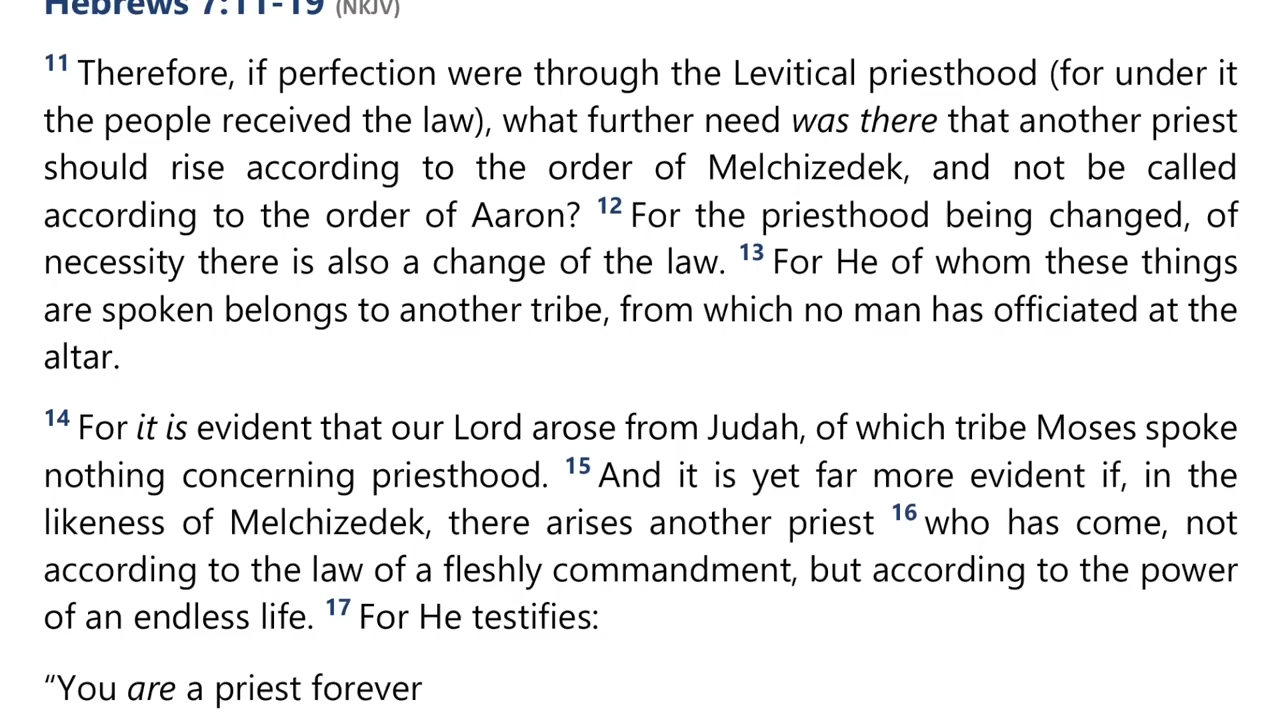 Hebrews 7:11-19 (NKJV)
11 Therefore, if perfection were through the Levitical priesthood (for under it
the people received the law), what further need was there that another priest
should rise according to the order of Melchizedek, and not be called
according to the order of Aaron? 12 For the priesthood being changed, of
necessity there is also a change of the law. 13 For He of whom these things
are spoken belongs to another tribe, from which no man has officiated at the
altar.
14 For it is evident that our Lord arose from Judah, of which tribe Moses spoke
nothing concerning priesthood. 15 And it is yet far more evident if, in the
likeness of Melchizedek, there arises another priest 16 who has come, not
according to the law of a fleshly commandment, but according to the power
of an endless life. 17 For He testifies:
“You are a priest forever